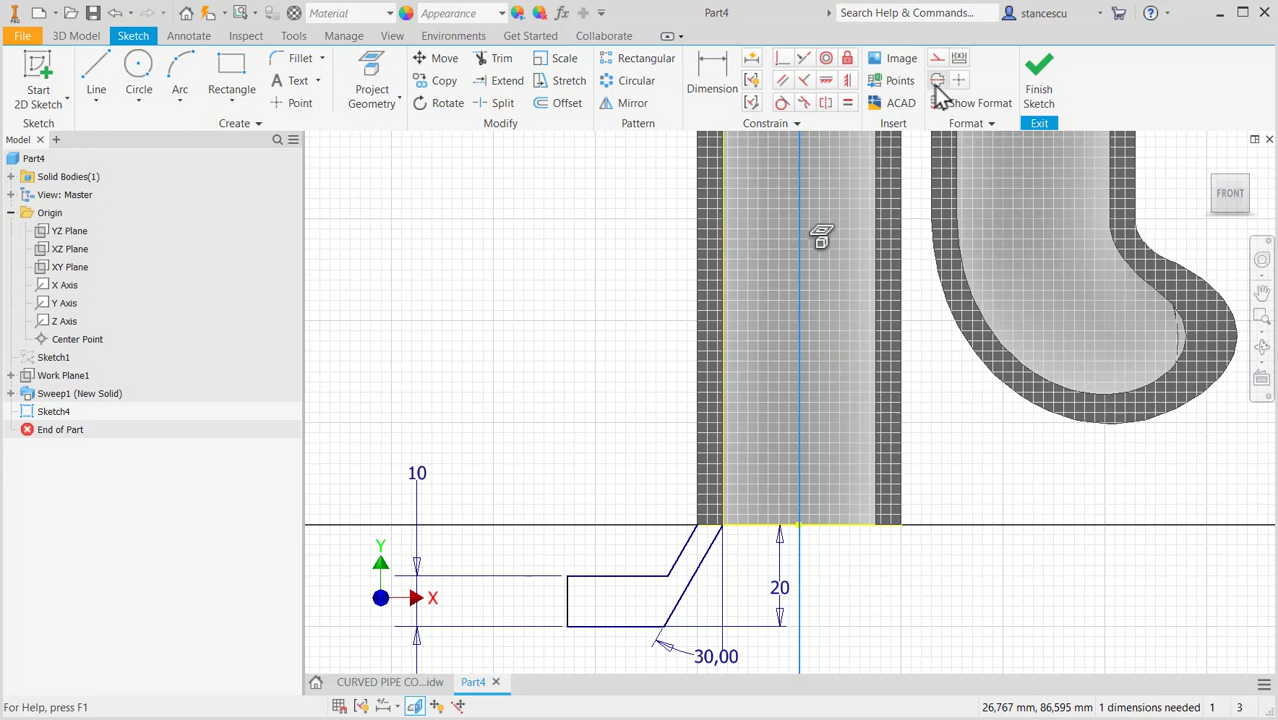 PRO
Material
Appearance
fx
Part4
Search Help & Commands...
stancescu
File
3D Model
Sketch
Annotate
Inspect
Tools
Manage
View
Environments
Get Started
Collaborate
Start
2D Sketch
Line
Circle
Arc
Rectangle
Fillet
Text
Point
Project
Geometry
Move
Copy
Rotate
Trim
Extend
Split
Scale
Stretch
Offset
Rectangular
Circular
Mirror
Dimension
Image
Points
ACAD
Show Format
Finish
Sketch
Sketch
Create
Modify
Pattern
Constrain
Insert
Format
Exit
Model
Part4
Solid Bodies(1)
View: Master
Origin
YZ Plane
XZ Plane
XY Plane
X Axis
Y Axis
Z Axis
Center Point
Sketch1
Work Plane1
Sweep1 (New Solid)
Sketch4
End of Part
FRONT
10
Y
X
20
30,00
CURVED PIPE CO...idw
Part4
For Help, press F1
26,767 mm, 86,595 mm
1 dimensions needed
1
3